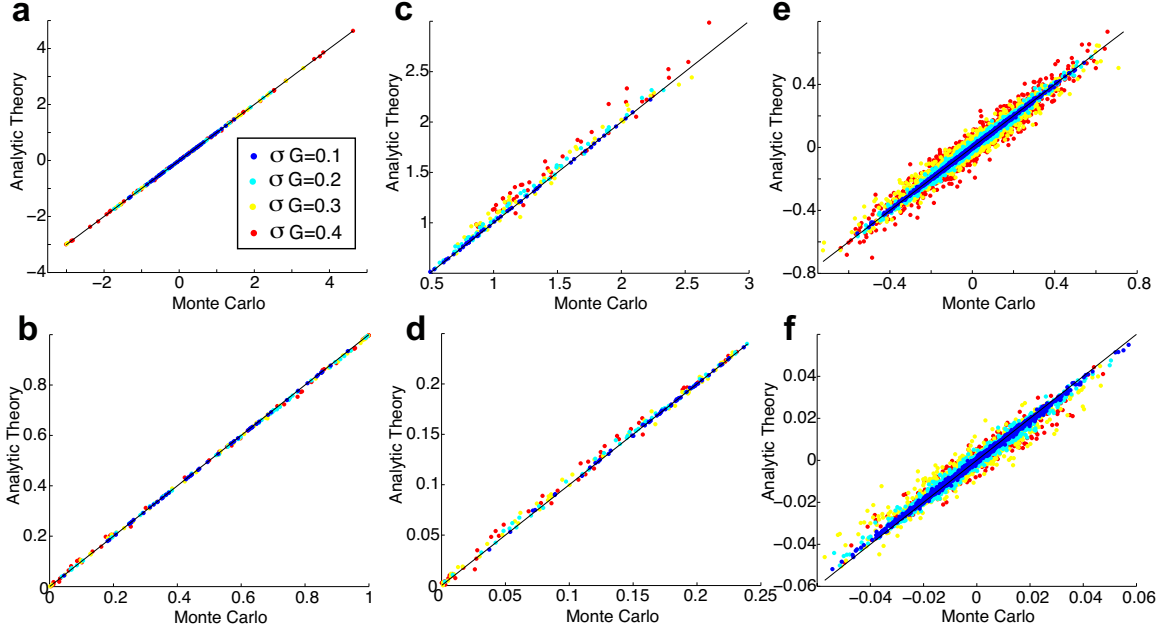 a
Analytic Theory
4
2
0
−2
−4
−2
0
2
4
Monte Carlo
σ G=0.1
σ G=0.2
σ G=0.3
σ G=0.4
c
Analytic Theory
2.5
2
1.5
1
0.5
1
1.5
2
2.5
3
Monte Carlo
e
Analytic Theory
0.4
0
−0.4
−0.8
−0.4
0
0.4
0.8
Monte Carlo
b
Analytic Theory
1
0.8
0.6
0.4
0.2
0
0
0.2
0.4
0.6
0.8
1
Monte Carlo
d
Analytic Theory
0.2
0.15
0.1
0.05
0
0
0.05
0.1
0.15
0.20
0.25
Monte Carlo
f
Analytic Theory
0.04
0.02
0
−0.02
−0.04
−0.06
−0.04
−0.02
0
0.02
0.04
0.06
Monte Carlo